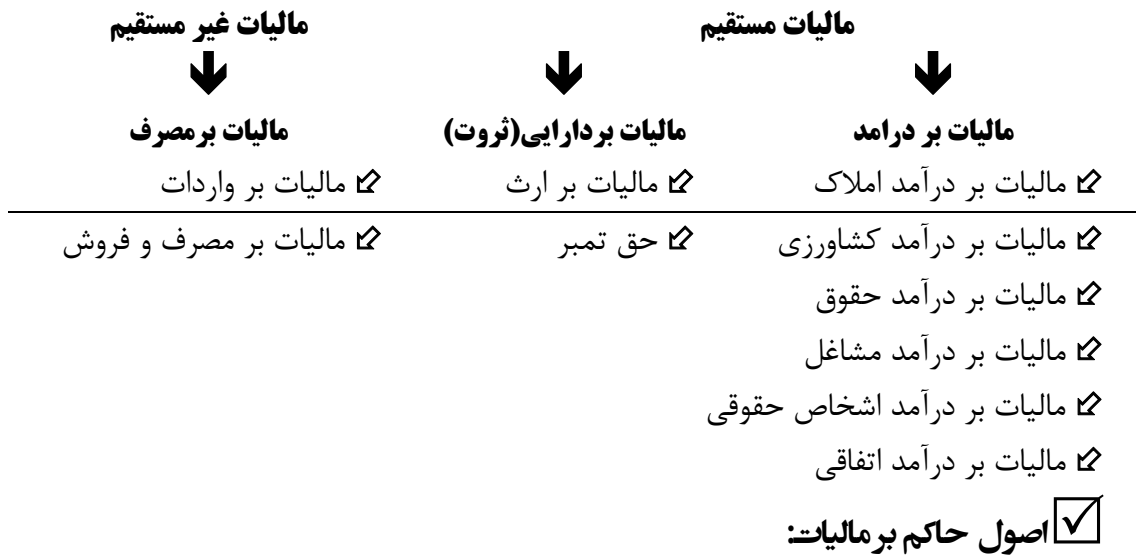 مالیات مستقیم مالیات غیر مستقیم
مالیات بر درامد مالیات بردارایی(ثروت) مالیات برمصرف
مالیات بر درآمد املاک مالیات بر ارث مالیات بر واردات
مالیات بر درآمد کشاورزی حق تمبر مالیات بر مصرف و فروش
مالیات بر درآمد حقوق
مالیات بر درآمد مشاغل
مالیات بر درآمد اشخاص حقوقی
مالیات بر درآمد اتفاقی
اصول حاکم برمالیات: